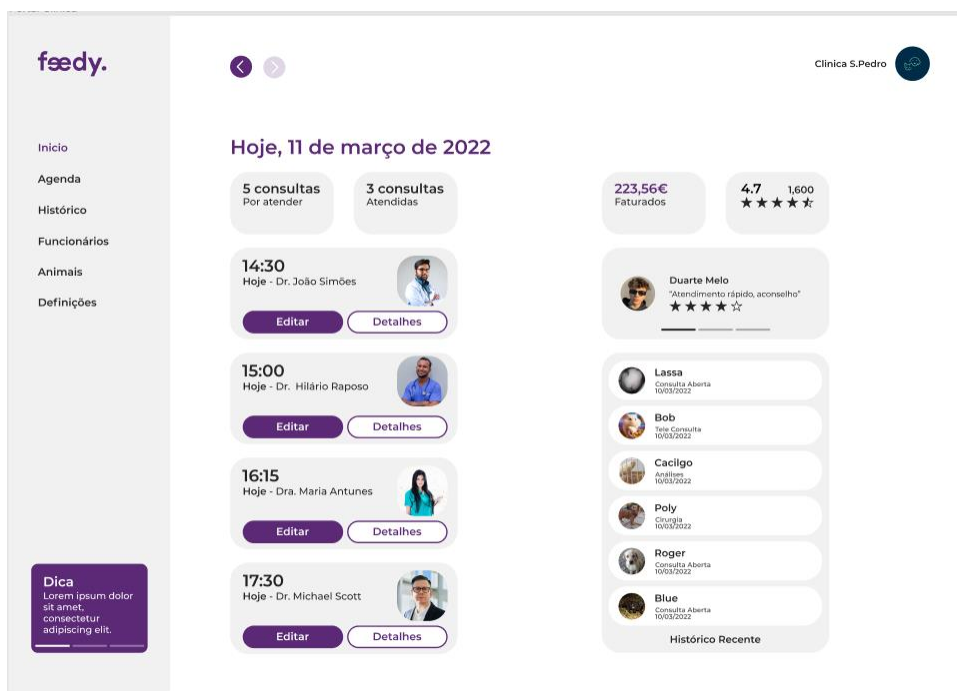 feedy.
Clinica S.Pedro
Inicio
Agenda
Histórico
Funcionários
Animais
Definições
Dica
Lorem ipsum dolor
sit amet,
consectetur
adipiscing elit.
Hoje, 11 de março de 2022
5 consultas
Por atender
3 consultas
Atendidas
14:30
Hoje - Dr. João Simões
Editar
Detalhes
15:00
Hoje - Dr. Hilário Raposo
Editar
Detalhes
16:15
Hoje - Dra. Maria Antunes
Editar
Detalhes
17:30
Hoje - Dr. Michael Scott
Editar
Detalhes
223,56€
Faturados
4.7 1,600
Duarte Melo
"Atendimento rápido, aconselho"
Lassa
Consulta Aberta
10/03/2022
Bob
Tele Consulta
10/03/2022
Cacilgo
Análises
10/03/2022
Poly
Cirurgia
10/03/2022
Roger
Consulta Aberta
10/03/2022
Blue
Consulta Aberta
10/03/2022
Histórico Recente